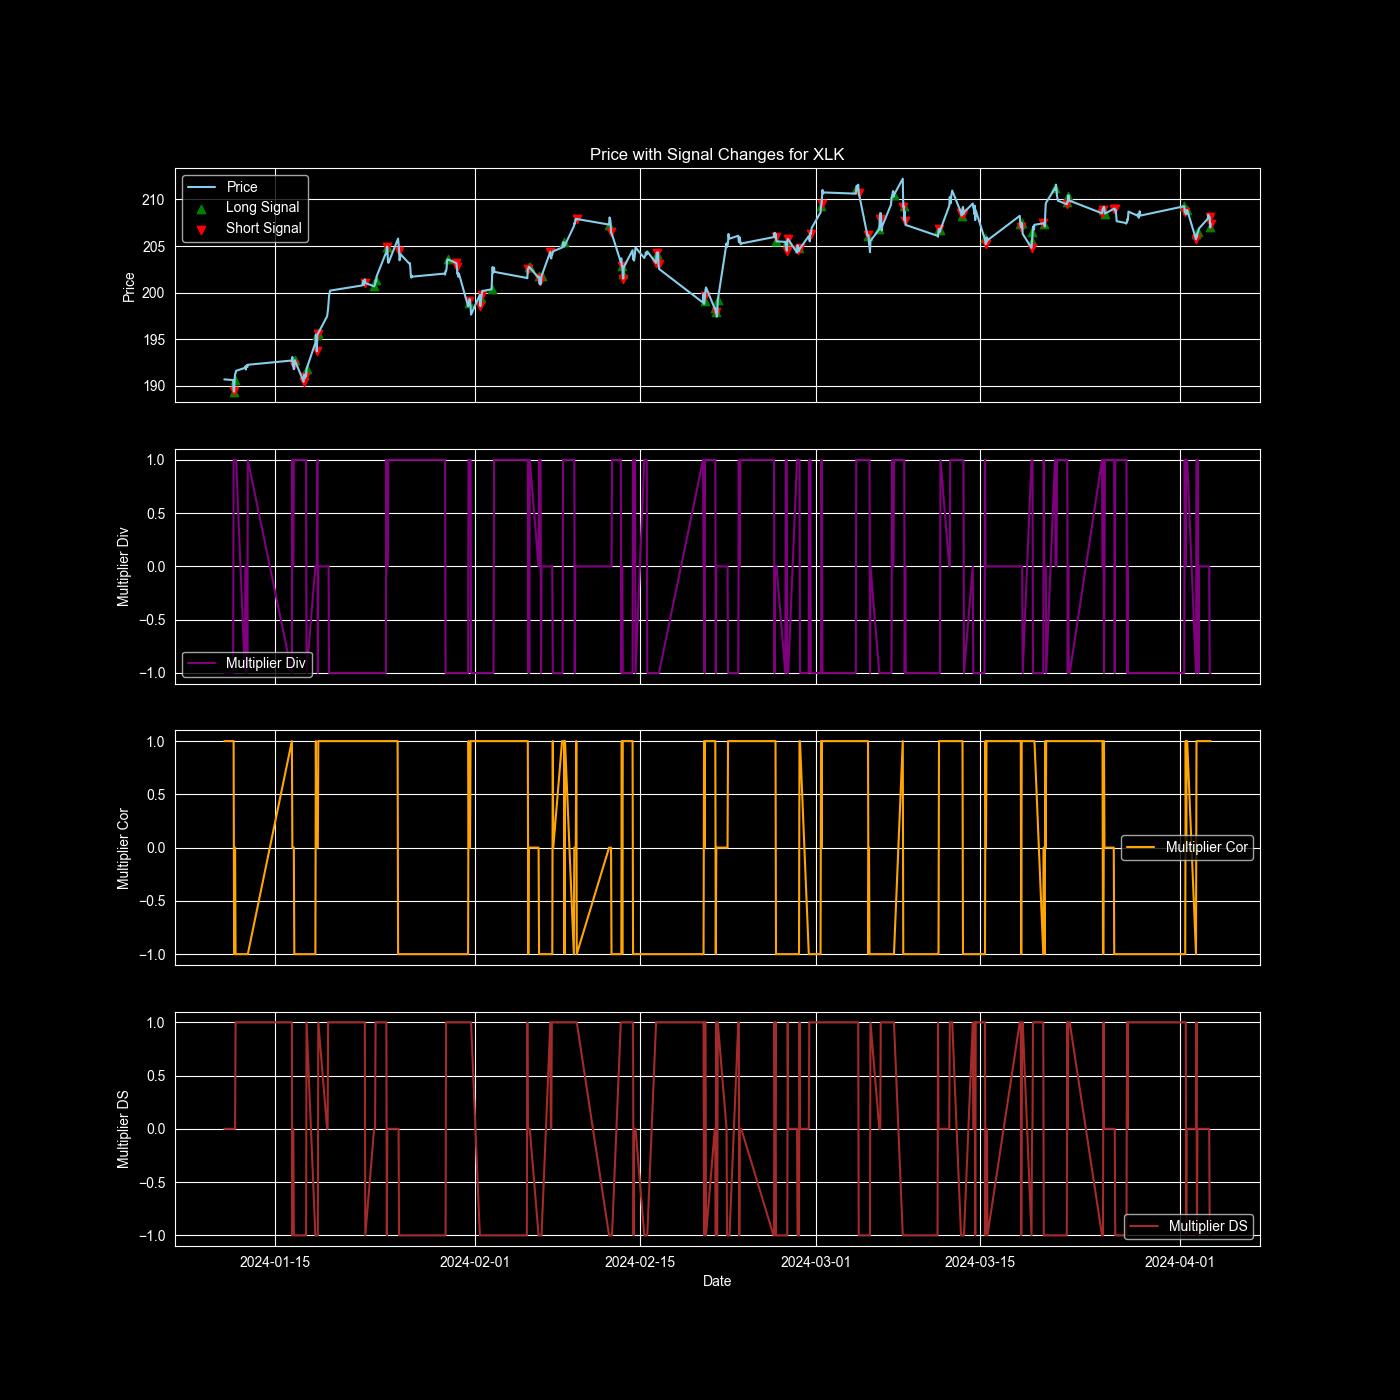 Price with Signal Changes for XLK
Price
Long Signal
Short Signal
210
205
200
195
190
Price
1.0
0.5
0.0
−0.5
−1.0
Multiplier Div
Multiplier Div
1.0
0.5
0.0
−0.5
−1.0
Multiplier Cor
Multiplier Cor
1.0
0.5
0.0
−0.5
−1.0
Multiplier DS
Multiplier DS
2024-01-15 2024-02-01 2024-02-15 2024-03-01 2024-03-15 2024-04-01
Date